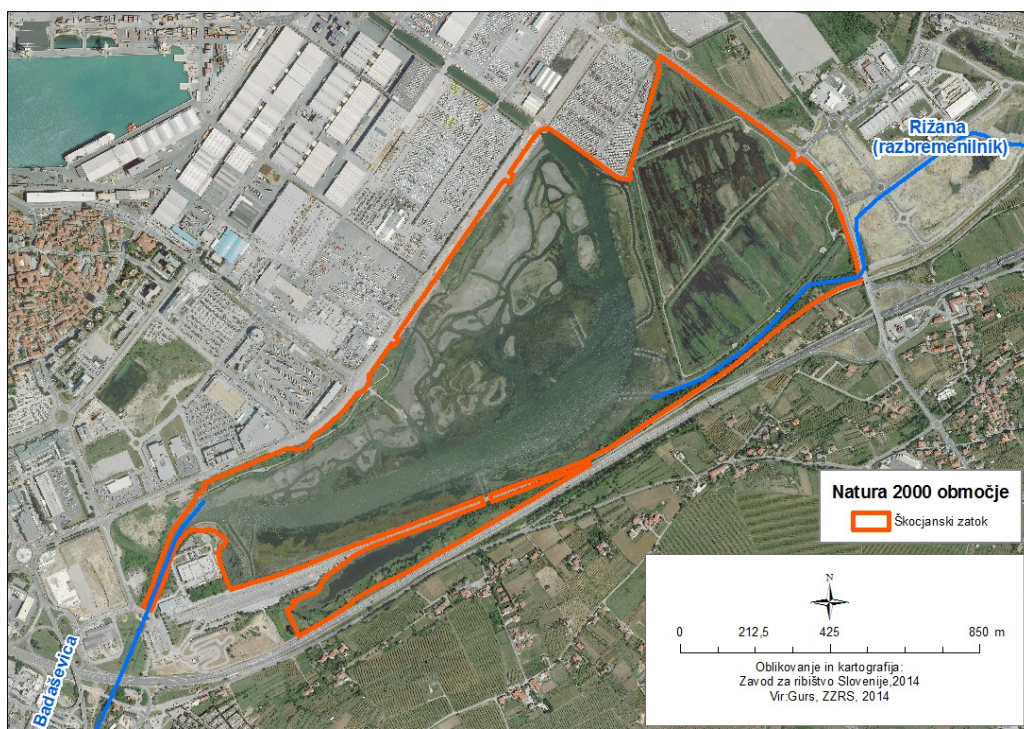 Rižana
(razbremenilnik)
Badaševica
Natura 2000 območje
Škocjanski zatok
N
0 212,5 425 850 m
Oblikovanje in kartografija:
Zavod za ribištvo Slovenije,2014
Vir:Gurs, ZZRS, 2014